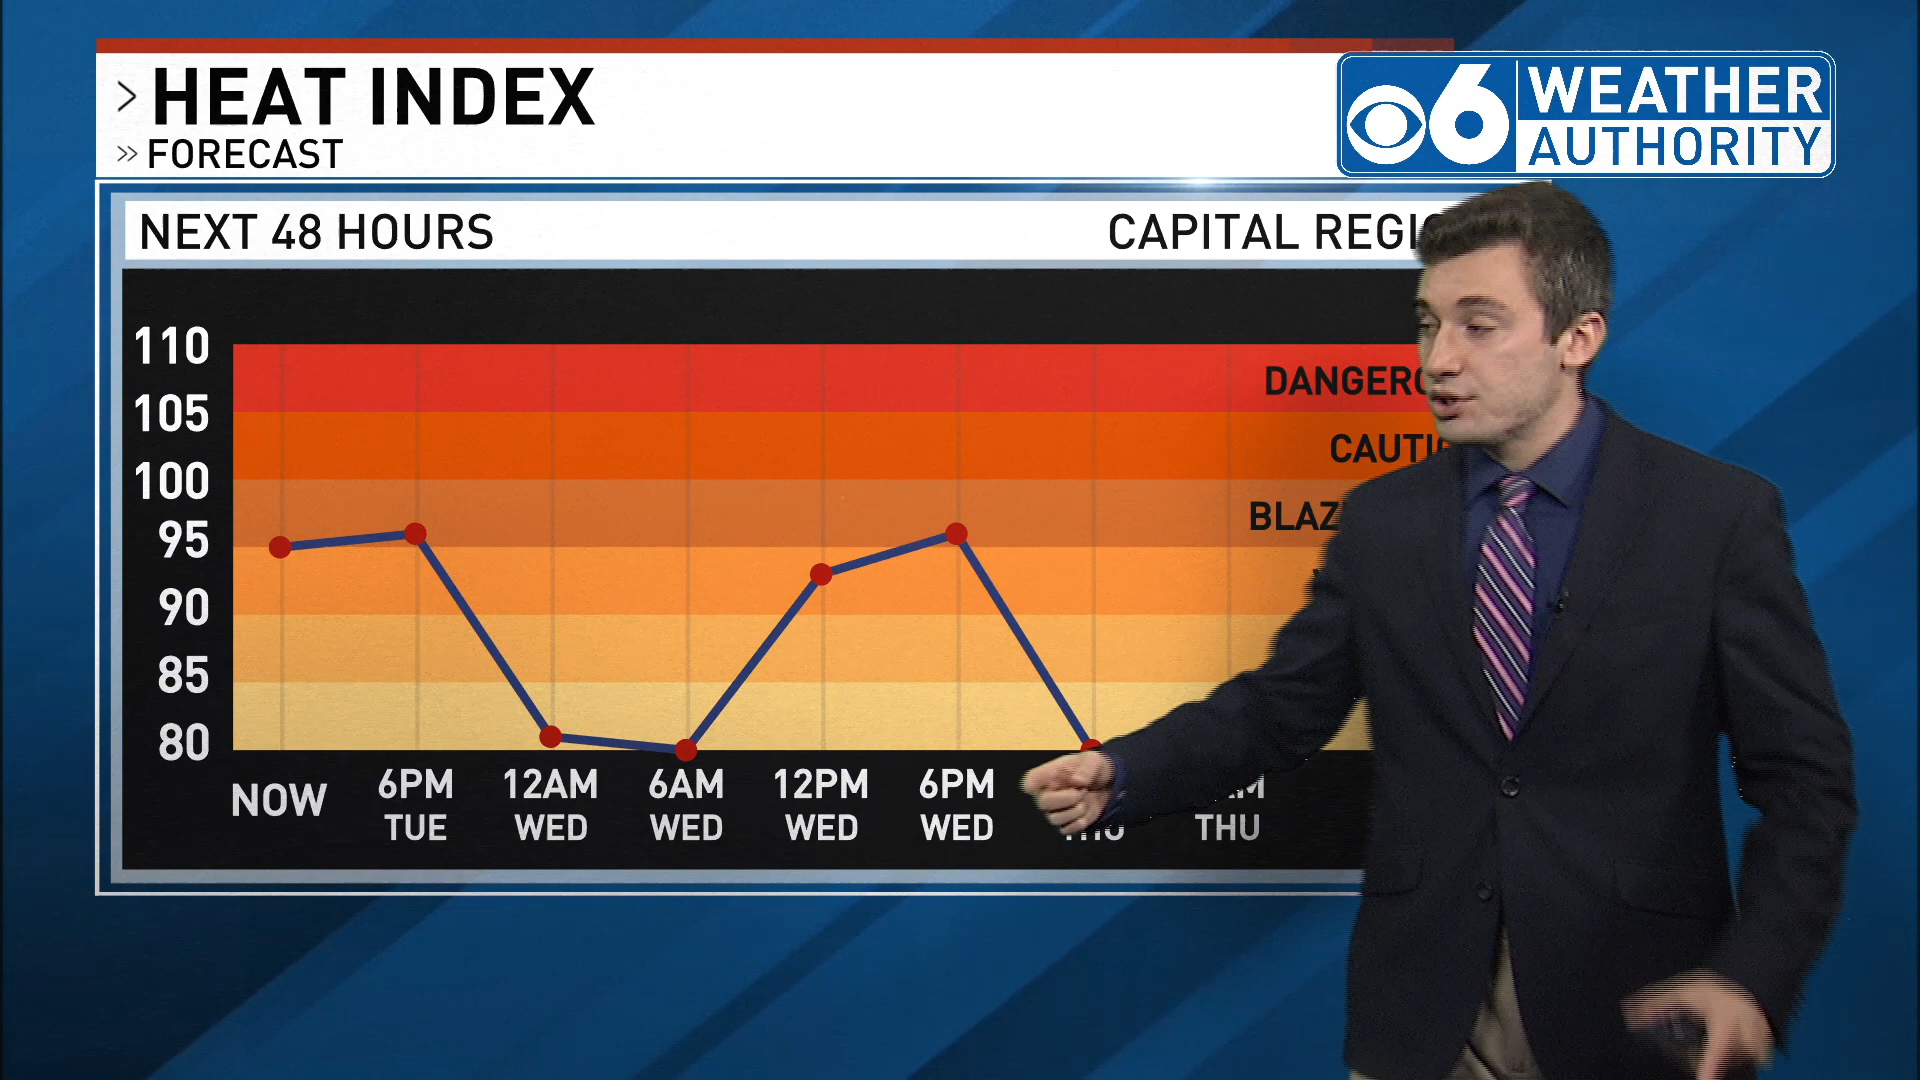 > HEAT INDEX
» FORECAST
6 WEATHER
AUTHORITY
NEXT 48 HOURS
CAPITAL
110
105
100
95
90
85
80
NOW
6PM
TUE
12AM
WED
6AM
WED
12PM
WED
6PM
WED
THU